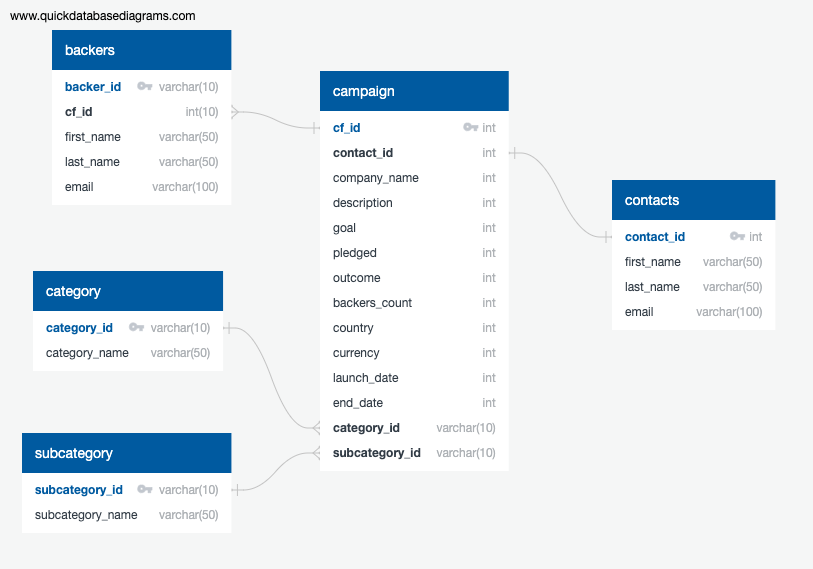 www.quickdatabasediagrams.com
backers
backer_id varchar(10)
cf_id int(10)
first_name varchar(50)
last_name varchar(50)
email varchar(100)
campaign
cf_id int
contact_id int
company_name int
description int
goal int
pledged int
outcome int
backers_count int
country int
currency int
launch_date int
end_date int
category_id varchar(10)
subcategory_id varchar(10)
contacts
contact_id int
first_name varchar(50)
last_name varchar(50)
email varchar(100)
category
category_id varchar(10)
category_name varchar(50)
subcategory
subcategory_id varchar(10)
subcategory_name varchar(50)